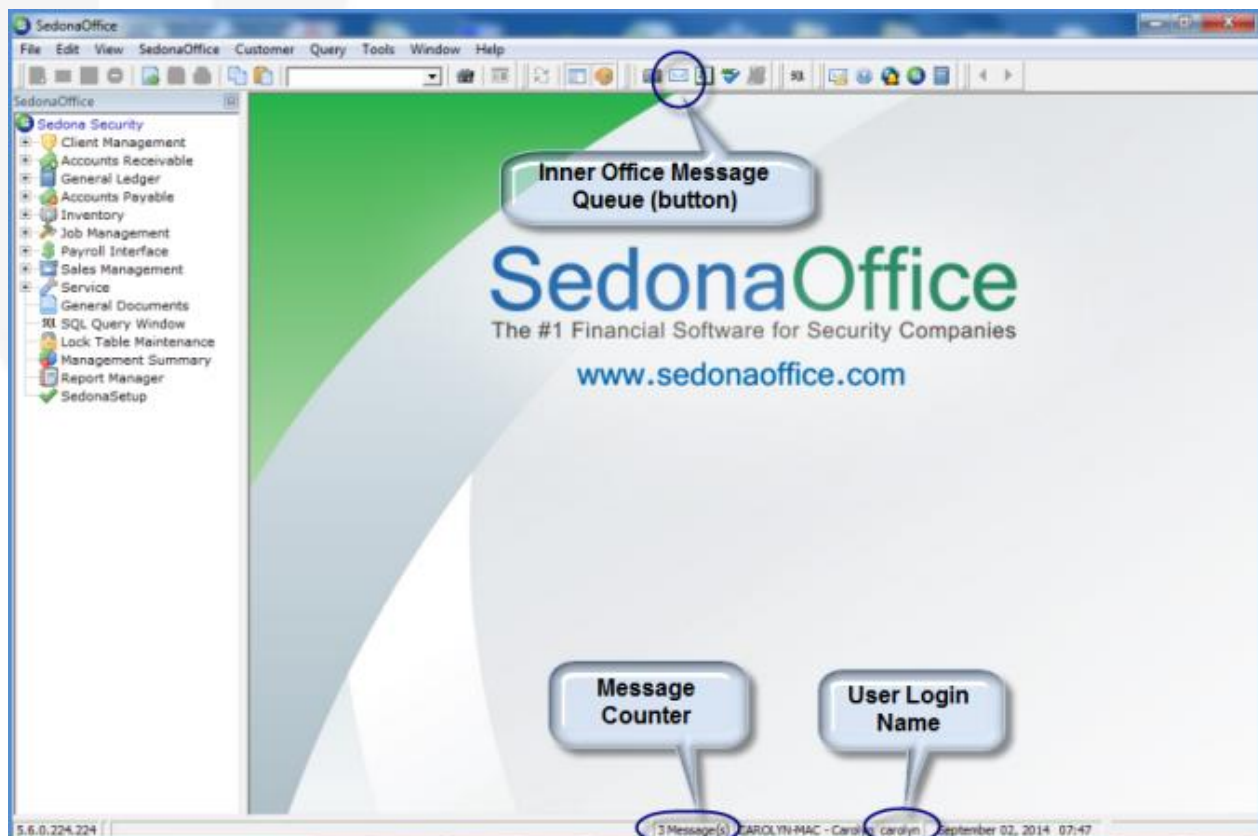 SedonaOffice
File Edit View SedonaOffice Customer Query Tools Window Help
SQL
SedonaOffice
Sedona Security
Client Management
Accounts Receivable
General Ledger
Accounts Payable
Inventory
Job Management
Payroll Interface
Sales Management
Service
General Documents
SQL SQL Query Window
Lock Table Maintenance
Management Summary
Report Manager
SedonaSetup
Inner Office Message
Queue (button)
SedonaOffice
The #1 Financial Software for Security Companies
www.sedonaoffice.com
Message
Counter
User Login
Name
5.6.0.224.224 3 Message(s) CAROLYN-MAC - Carolyn carolyn September 02, 2014 07:47